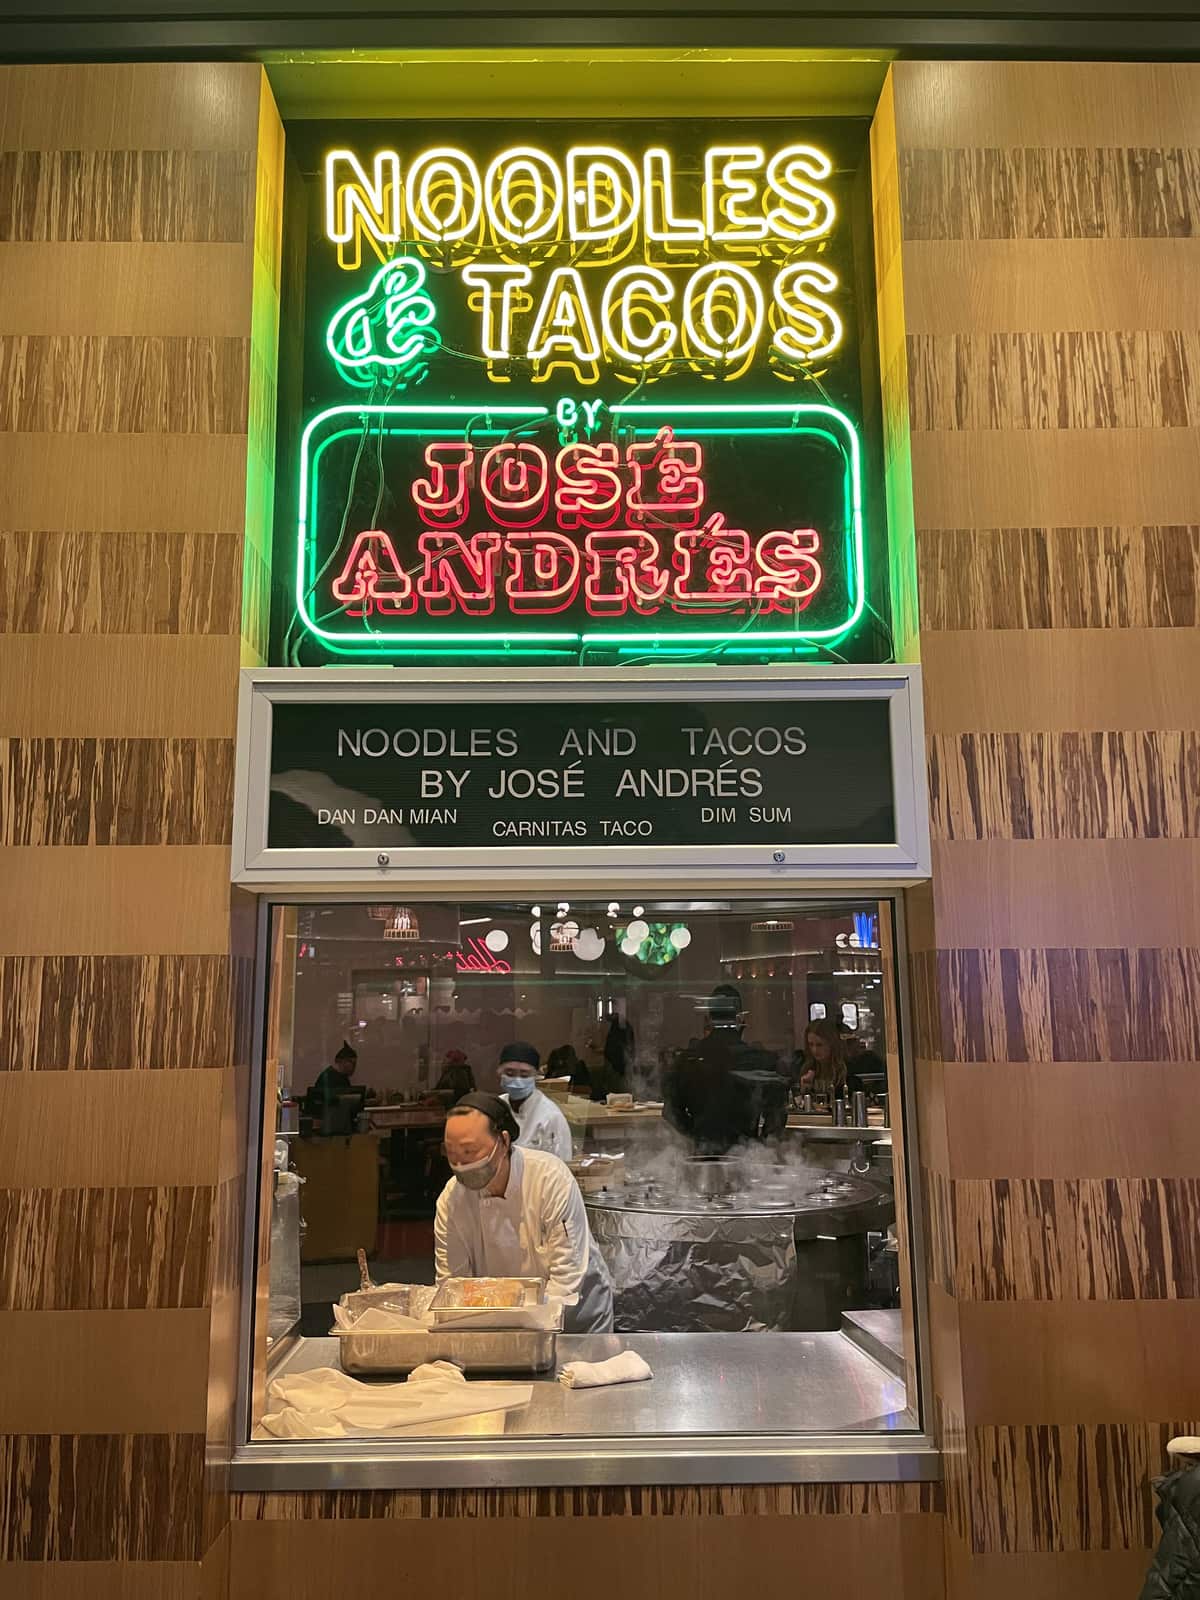 NOODLES
& TACOS
BY
JOSÉ
ANDRÉS
NOODLES AND TACOS
BY JOSÉ ANDRÉS
DAN DAN MIAN CARNITAS TACO DIM SUM